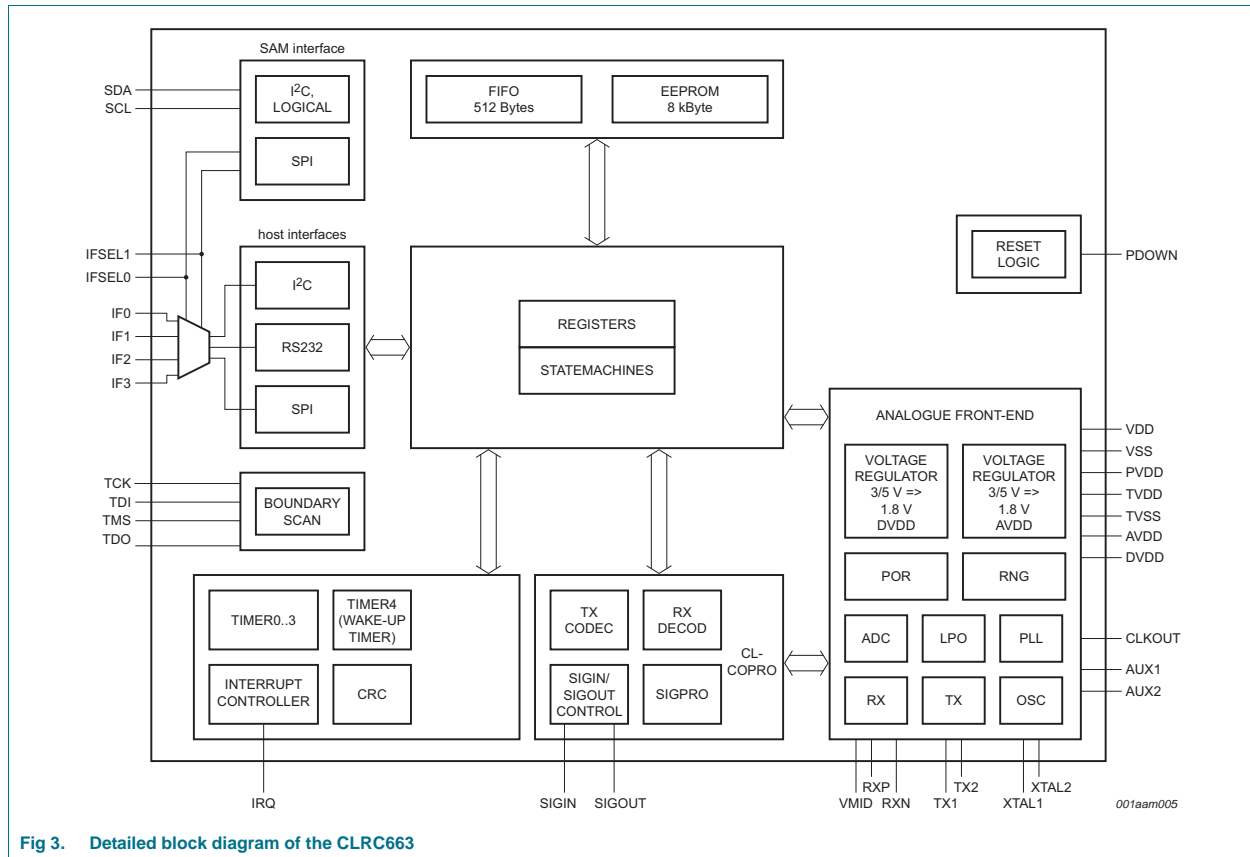 SAM interface
SDA
SCL
I²C,
LOGICAL
SPI
FIFO
512 Bytes
EEPROM
8 kByte
IFSEL1
IFSEL0
IF0
IF1
IF2
IF3
host interfaces
I²C
RS232
SPI
REGISTERS
STATEMACHINES
RESET
LOGIC
PDOWN
TCK
TDI
TMS
TDO
BOUNDARY
SCAN
ANALOGUE FRONT-END
VOLTAGE
REGULATOR
3/5 V =>
1.8 V
DVDD
VOLTAGE
REGULATOR
3/5 V =>
1.8 V
AVDD
POR
RNG
ADC
LPO
PLL
RX
TX
OSC
VDD
VSS
PVDD
TVDD
TVSS
AVDD
DVDD
CLKOUT
AUX1
AUX2
TIMER0..3
TIMER4
(WAKE-UP
TIMER)
INTERRUPT
CONTROLLER
CRC
TX
CODEC
RX
DECOD
SIGIN/
SIGOUT
CONTROL
SIGPRO
CL-
COPRO
IRQ
SIGIN
SIGOUT
VMID
RXP
RXN
TX1
TX2
XTAL1
XTAL2
001aam005
Fig 3. Detailed block diagram of the CLRC663